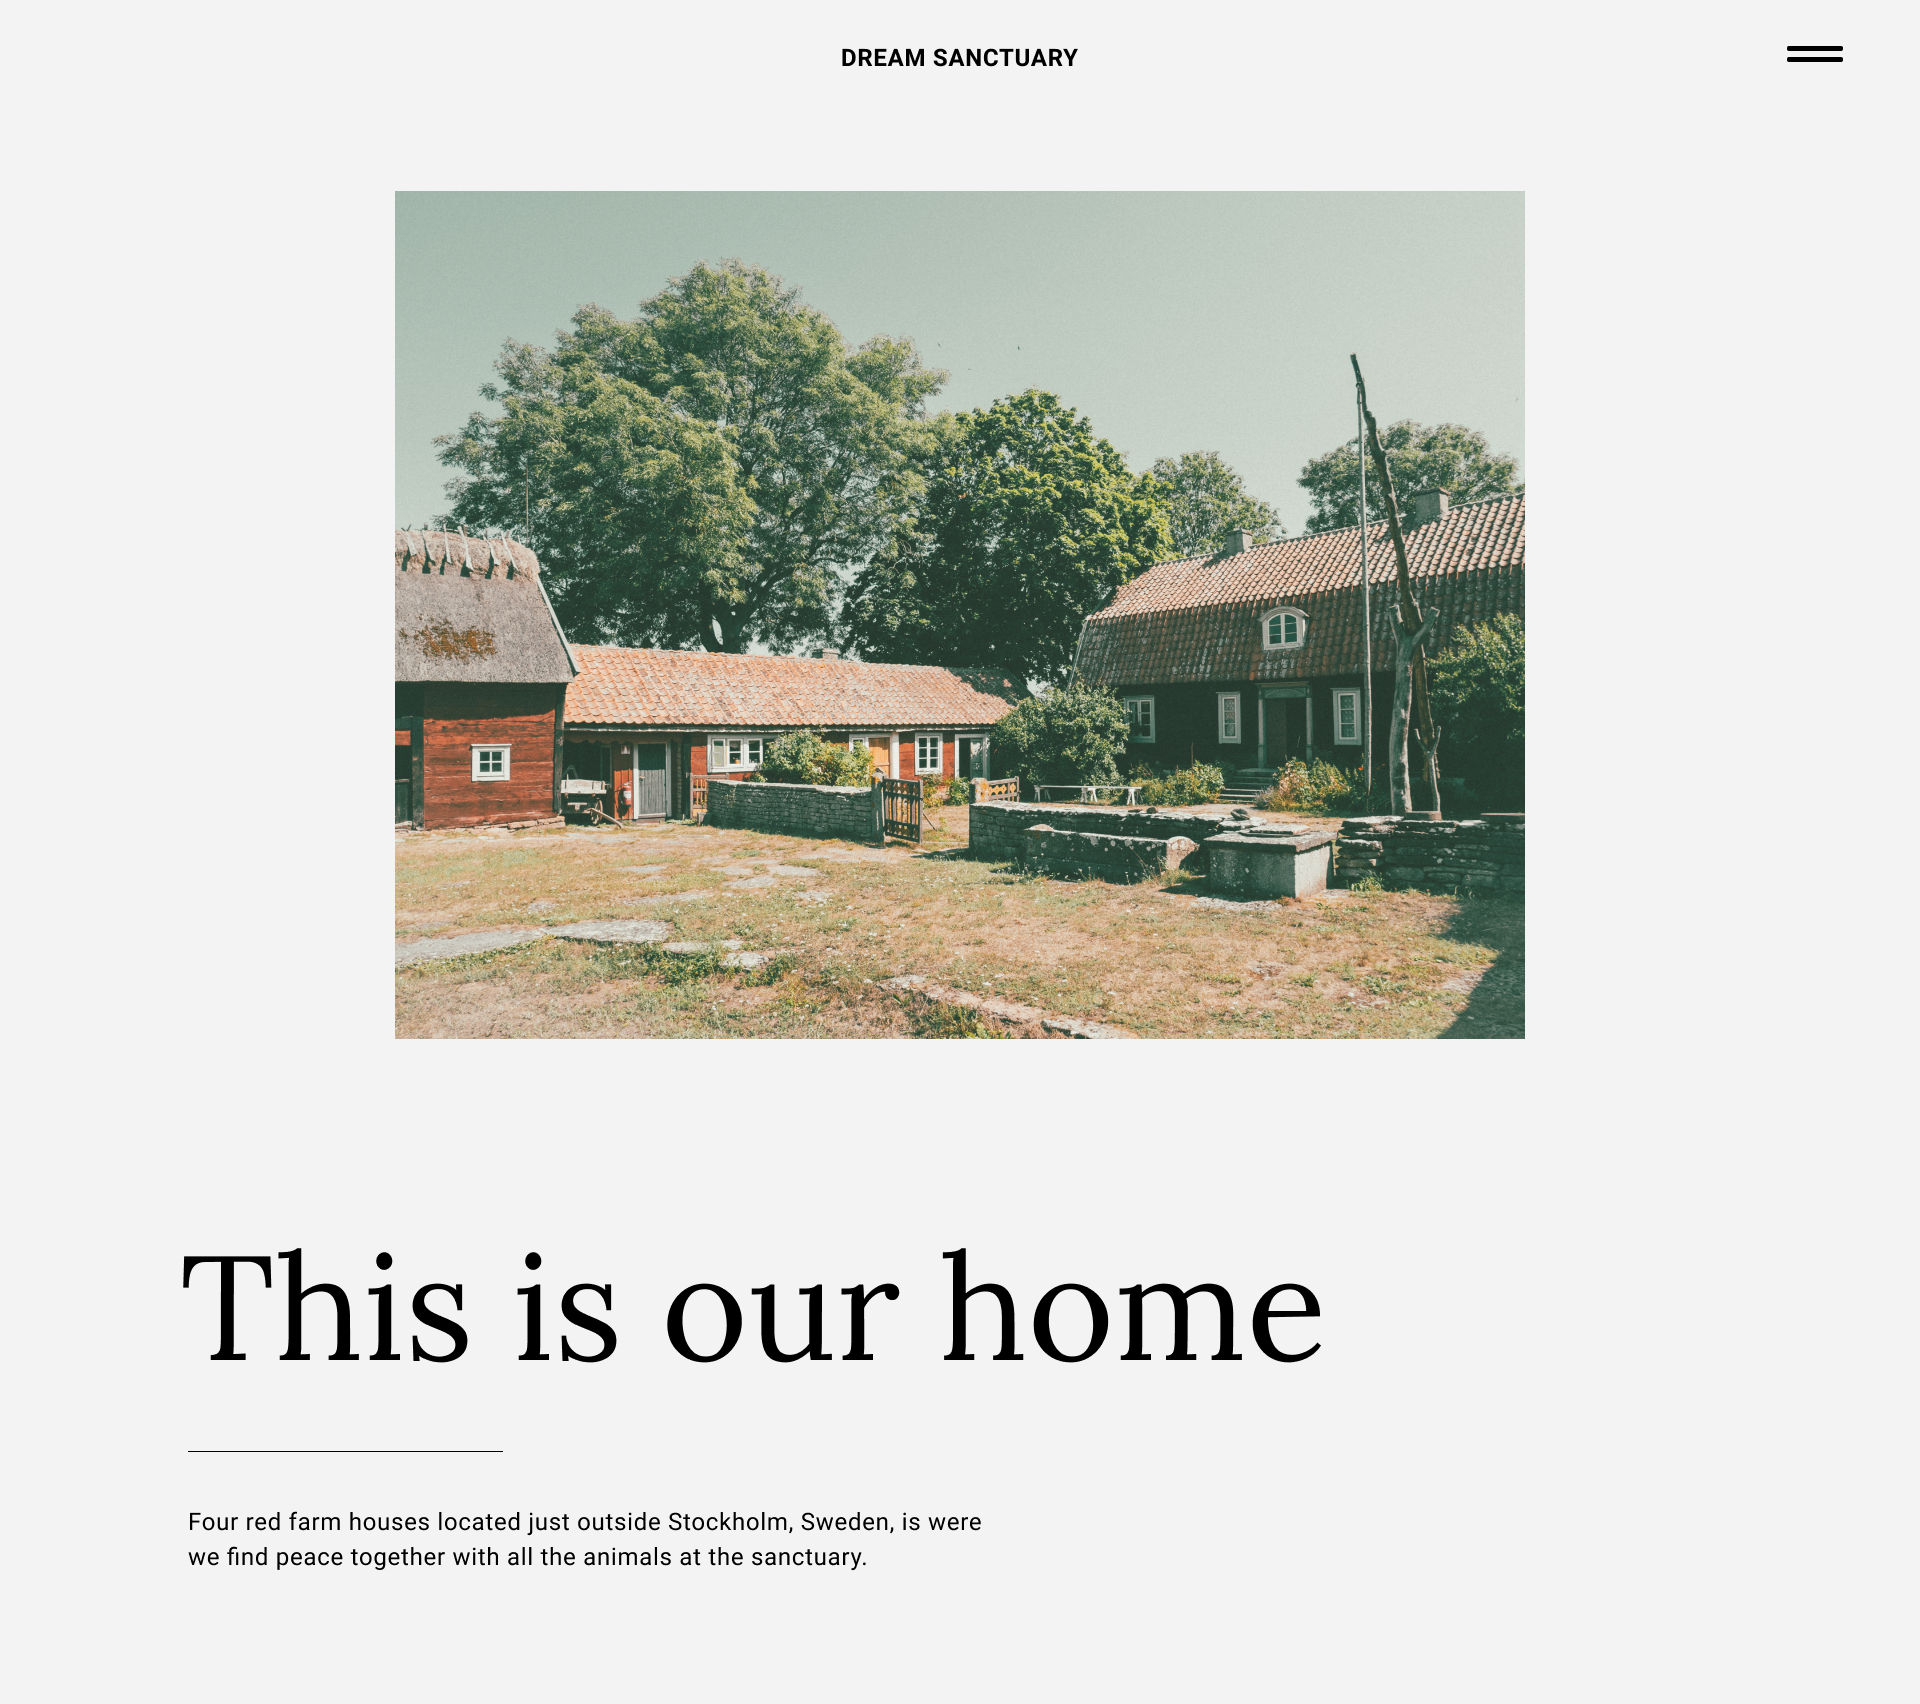 DREAM SANCTUARY
This is our home
Four red farm houses located just outside Stockholm, Sweden, is were
we find peace together with all the animals at the sanctuary.